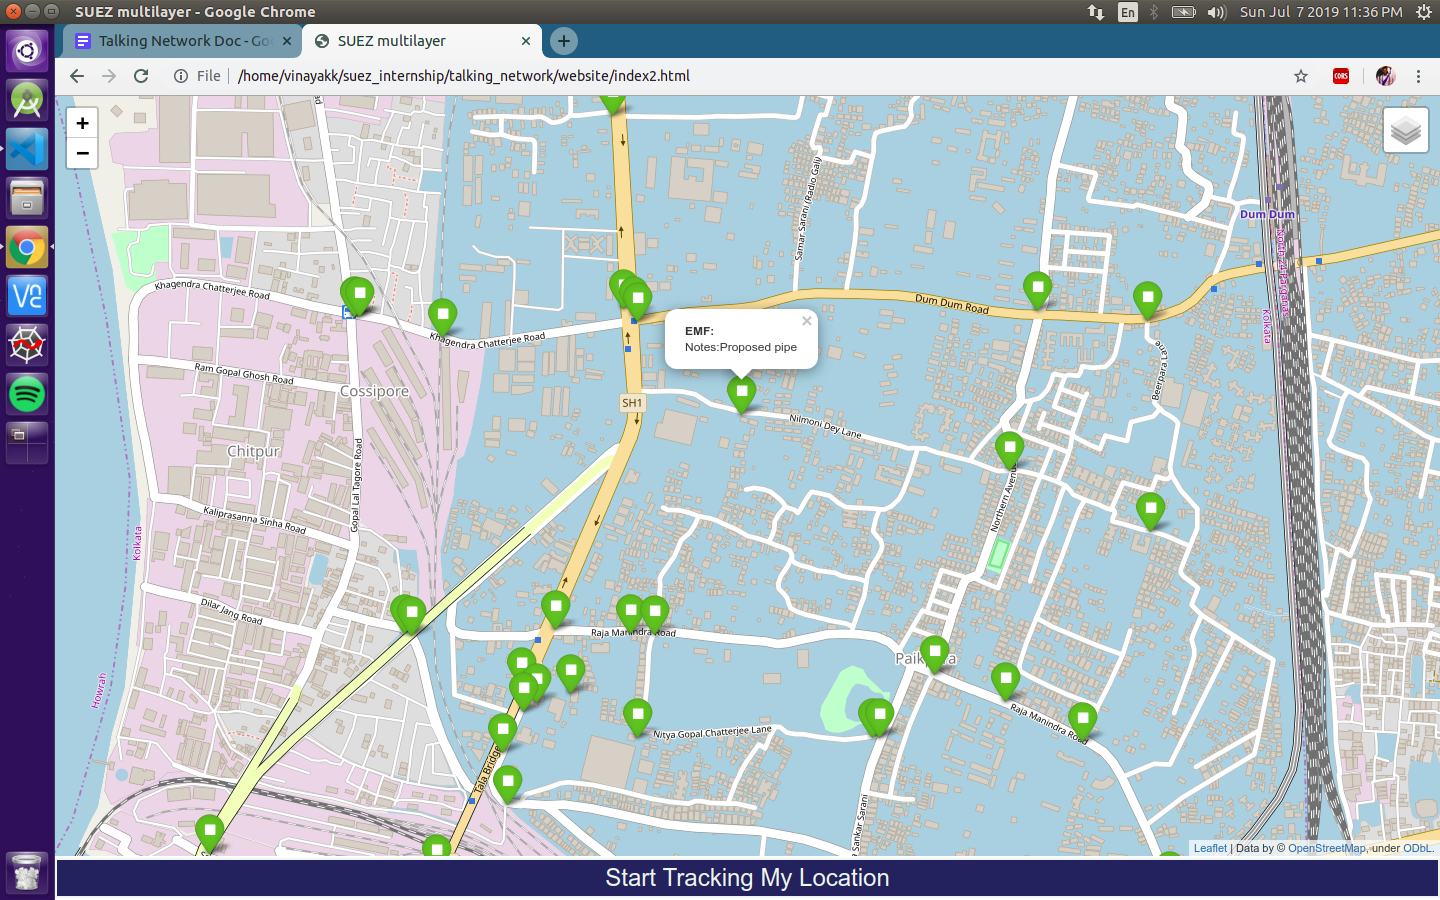 SUEZ multilayer - Google Chrome
En
Sun Jul 7 2019 11:36 PM
Talking Network Doc - Go
SUEZ multilayer
File
/home/vinayakk/suez_internship/talking_network/website/index2.html
CORS
+
−
Samar Sarani (Radio Galy)
Dum Dum
Kolkata
Khagendra Chatterjee Road
Dum Dum Road
Khagendra Chatterjee Road
EMF:
Notes:Proposed pipe
×
Ram Gopal Ghosh Road
Beerpara Lane
Cossipore
SH1
Nilmoni Dey Lane
Chitpur
Gopal Lal Tagore Road
Northern Avenue
Kaliprasanna Sinha Road
Kolkata
Dilar Jang Road
Raja Manindra Road
Howrah
Raja Manindra Road
Nitya Gopal Chatterjee Lane
Tala Bridge
Sankar Sarani
Leaflet | Data by © OpenStreetMap, under ODbL.
Start Tracking My Location